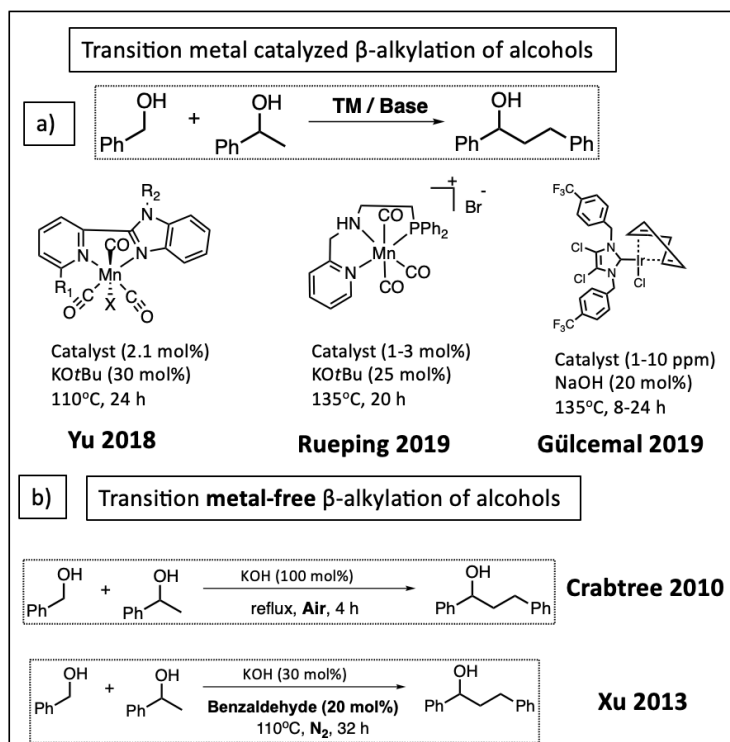 Transition metal catalyzed β-alkylation of alcohols
a)
OH
Ph
+
OH
Ph
TM / Base
OH
Ph Ph
R₂
N
CO
N N
Mn
R₁
C≡O
X
C≡O
Catalyst (2.1 mol%)
KOtBu (30 mol%)
110°C, 24 h
Yu 2018
+
Br -
CO
HN PPh₂
Mn
N CO
CO
Catalyst (1-3 mol%)
KOtBu (25 mol%)
135°C, 20 h
Rueping 2019
F₃C
Cl N
Ir
Cl N Cl
F₃C
Catalyst (1-10 ppm)
NaOH (20 mol%)
135°C, 8-24 h
Gülcemal 2019
b)
Transition metal-free β-alkylation of alcohols
OH
Ph
+
OH
Ph
KOH (100 mol%)
reflux, Air, 4 h
OH
Ph Ph
Crabtree 2010
OH
Ph
+
OH
Ph
KOH (30 mol%)
Benzaldehyde (20 mol%)
110°C, N₂, 32 h
OH
Ph Ph
Xu 2013